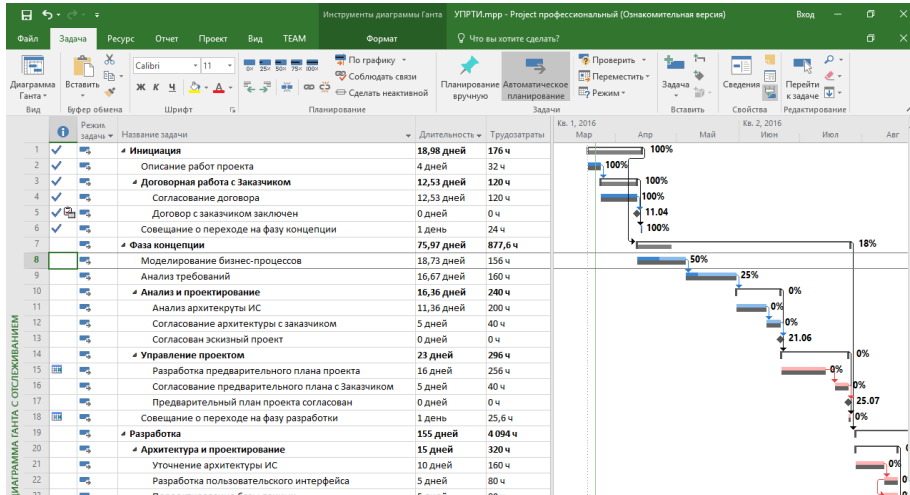 Инструменты диаграммы Ганта УПРТИ.mpp - Project профессиональный (Ознакомительная версия) Вход
Файл Задача Ресурс Отчет Проект Вид TEAM Формат Что вы хотите сделать?
Диаграмма Ганта
Вставить
Calibri 11
Ж К Ч
0× 25× 50× 75× 100×
По графику
Соблюдать связи
Сделать неактивной
Планирование вручную
Автоматическое планирование
Проверить
Переместить
Режим
Задача
Сведения
Перейти к задаче
Вид Буфер обмена Шрифт Планирование Задачи Вставить Свойства Редактирование
Режим задачи Название задачи Длительность Трудозатраты
Кв. 1, 2016 Кв. 2, 2016
Мар Апр Май Июн Июл Авг
1 Инициация 18,98 дней 176 ч 100%
2 Описание работ проекта 4 дней 32 ч 100%
3 Договорная работа с Заказчиком 12,53 дней 120 ч 100%
4 Согласование договора 12,53 дней 120 ч 100%
5 Договор с заказчиком заключен 0 дней 0 ч 11.04
6 Совещание о переходе на фазу концепции 1 день 24 ч 100%
7 Фаза концепции 75,97 дней 877,6 ч 18%
8 Моделирование бизнес-процессов 18,73 дней 156 ч 50%
9 Анализ требований 16,67 дней 160 ч 25%
10 Анализ и проектирование 16,36 дней 240 ч 0%
11 Анализ архитекруты ИС 11,36 дней 200 ч 0%
12 Согласование архитектуры с заказчиком 5 дней 40 ч 0%
13 Согласован эскизный проект 0 дней 0 ч 21.06
14 Управление проектом 23 дней 296 ч 0%
15 Разработка предварительного плана проекта 16 дней 256 ч 0%
16 Согласование предварительного плана с Заказчиком 5 дней 40 ч 0%
17 Предварительный план проекта согласован 0 дней 0 ч 25.07
18 Совещание о переходе на фазу разработки 1 день 25,6 ч 0%
19 Разработка 155 дней 4 094 ч
20 Архитектура и проектирование 15 дней 320 ч
21 Уточнение архитектуры ИС 10 дней 160 ч 0%
22 Разработка пользовательского интерфейса 5 дней 80 ч
ДИАГРАММА ГАНТА С ОТСЛЕЖИВАНИЕМ